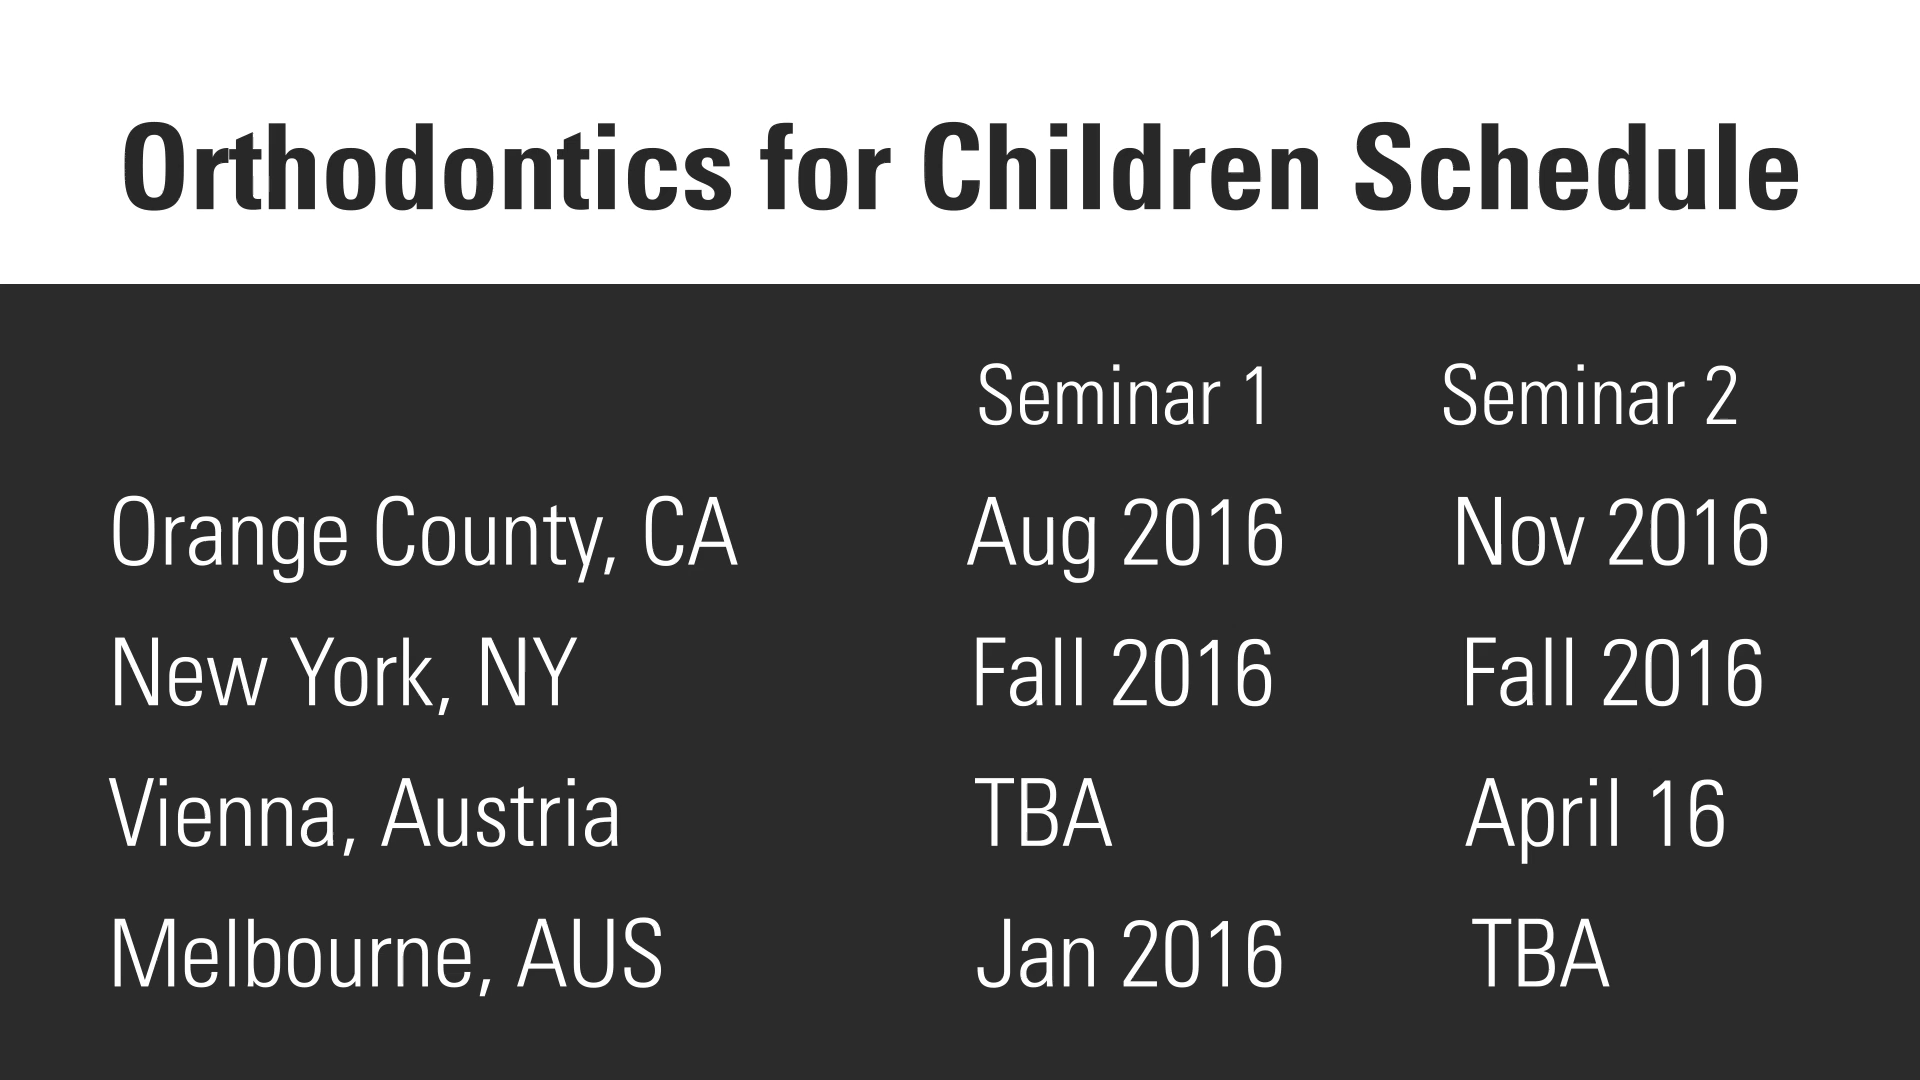 Orthodontics for Children Schedule
Seminar 1 Seminar 2
Orange County, CA Aug 2016 Nov 2016
New York, NY Fall 2016 Fall 2016
Vienna, Austria TBA April 16
Melbourne, AUS Jan 2016 TBA